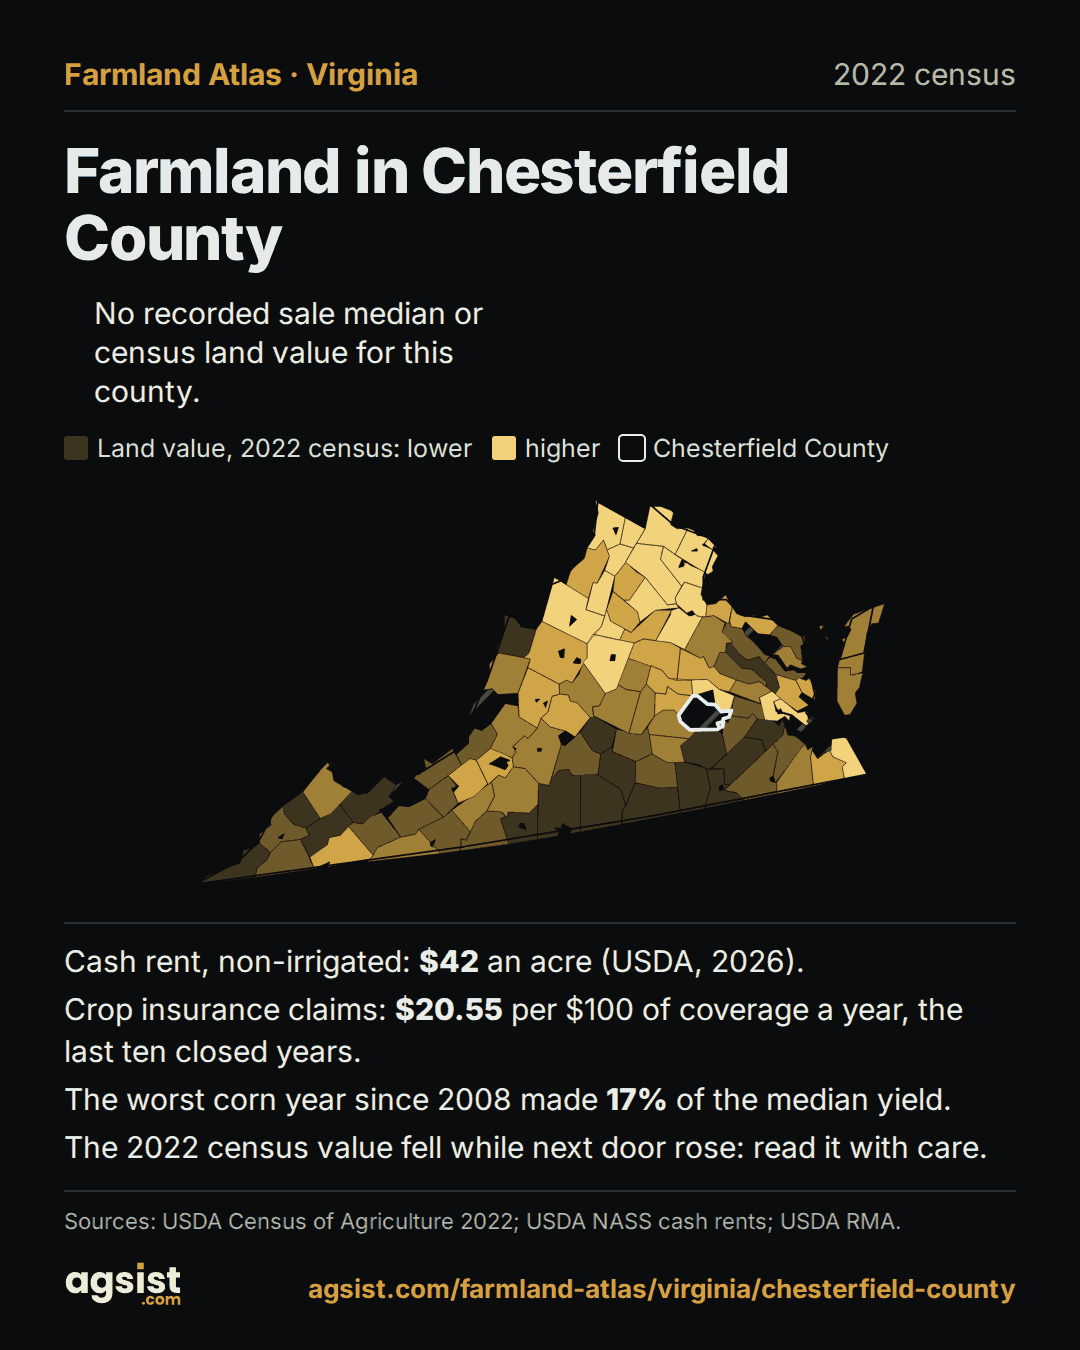 Farmland Atlas · Virginia
2022 census
Farmland in Chesterfield
County
No recorded sale median or
census land value for this
county.
Land value, 2022 census: lower
higher
Chesterfield County
Cash rent, non-irrigated: $42 an acre (USDA, 2026).
Crop insurance claims: $20.55 per $100 of coverage a year, the
last ten closed years.
The worst corn year since 2008 made 17% of the median yield.
The 2022 census value fell while next door rose: read it with care.
Sources: USDA Census of Agriculture 2022; USDA NASS cash rents; USDA RMA.
agsist
.com
agsist.com/farmland-atlas/virginia/chesterfield-county